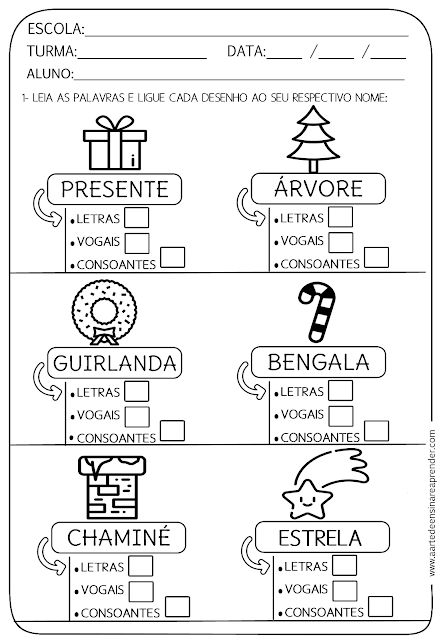 ESCOLA:
TURMA: DATA: / /
ALUNO:
1- LEIA AS PALAVRAS E LIGUE CADA DESENHO AO SEU RESPECTIVO NOME:
PRESENTE
LETRAS
VOGAIS
CONSOANTES
ÁRVORE
LETRAS
VOGAIS
CONSOANTES
GUIRLANDA
LETRAS
VOGAIS
CONSOANTES
BENGALA
LETRAS
VOGAIS
CONSOANTES
CHAMINÉ
LETRAS
VOGAIS
CONSOANTES
ESTRELA
LETRAS
VOGAIS
CONSOANTES
www.aartedeensinareaprender.com